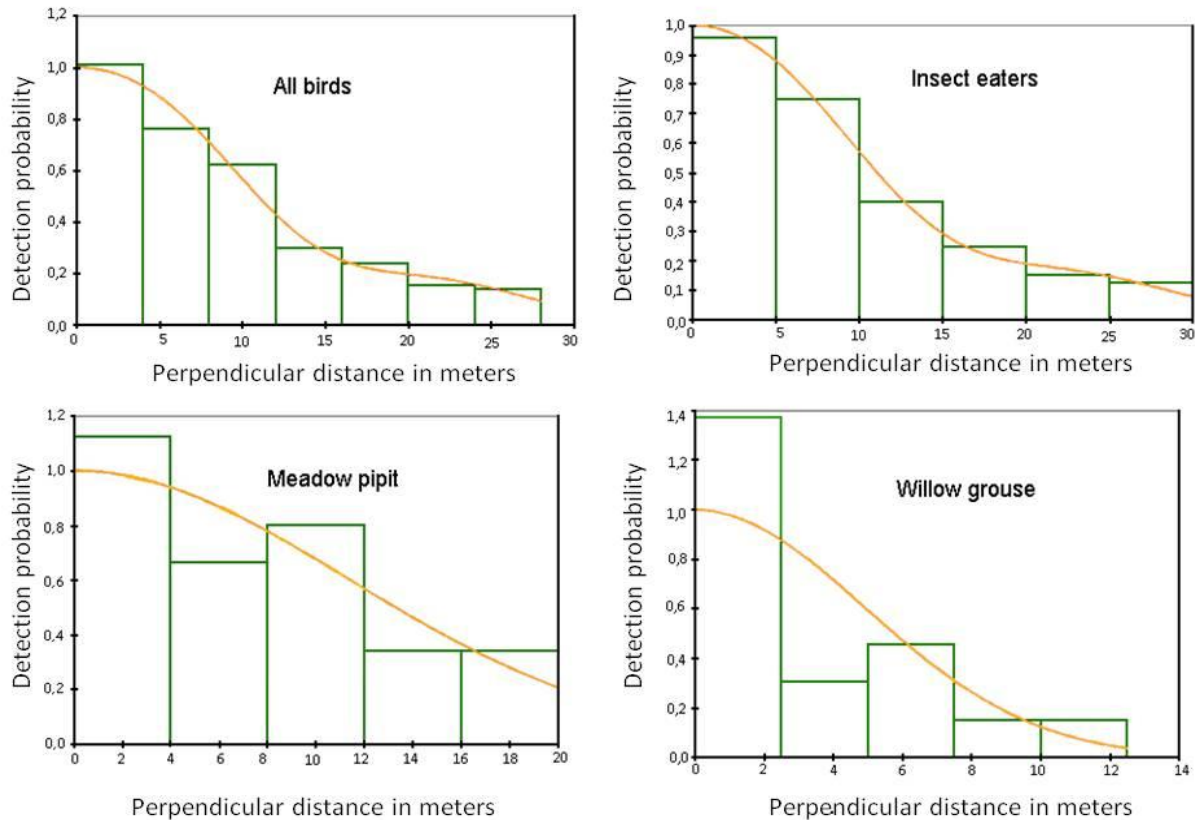 All birds
Detection probability
1,2
1,0
0,8
0,6
0,4
0,2
0,0
0 5 10 15 20 25 30
Perpendicular distance in meters
Insect eaters
Detection probability
1,0
0,9
0,8
0,7
0,6
0,5
0,4
0,3
0,2
0,1
0,0
0 5 10 15 20 25 30
Perpendicular distance in meters
Meadow pipit
Detection probability
1,2
1,0
0,8
0,6
0,4
0,2
0,0
0 2 4 6 8 10 12 14 16 18 20
Perpendicular distance in meters
Willow grouse
Detection probability
1,4
1,2
1,0
0,8
0,6
0,4
0,2
0,0
0 2 4 6 8 10 12 14
Perpendicular distance in meters